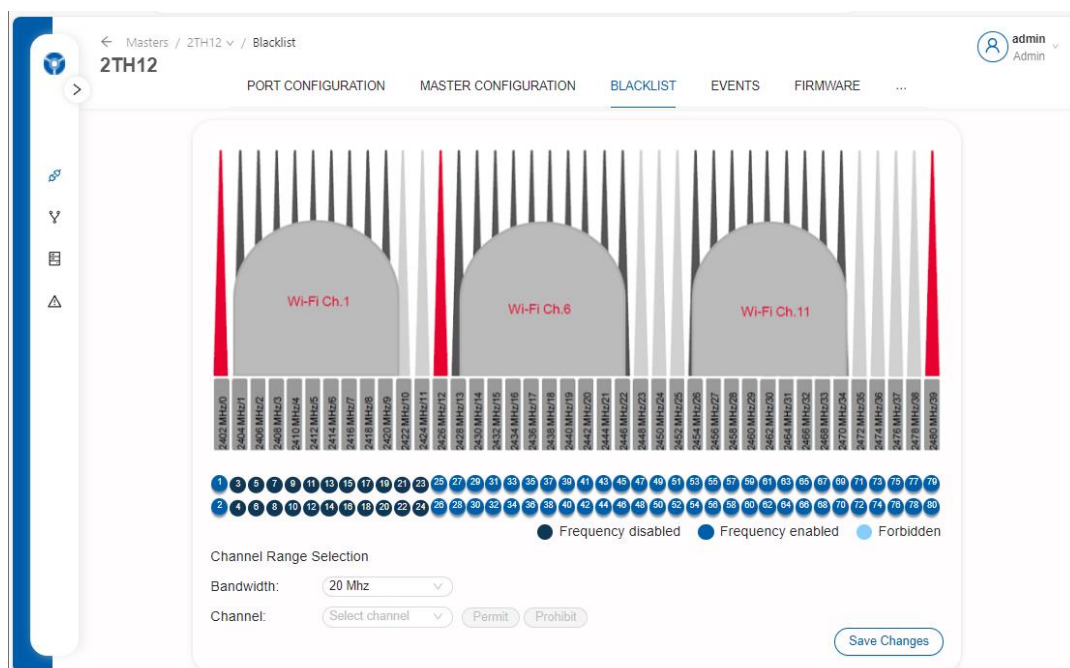 ← Masters / 2TH12 ∨ / Blacklist
2TH12
admin
Admin
PORT CONFIGURATION MASTER CONFIGURATION BLACKLIST EVENTS FIRMWARE ...
Wi-Fi Ch.1 Wi-Fi Ch.6 Wi-Fi Ch.11
2402 MHz/0 2404 MHz/1 2406 MHz/2 2408 MHz/3 2410 MHz/4 2412 MHz/5 2414 MHz/6 2416 MHz/7 2418 MHz/8 2420 MHz/9 2422 MHz/10 2424 MHz/11 2426 MHz/12 2428 MHz/13 2430 MHz/14 2432 MHz/15 2434 MHz/16 2436 MHz/17 2438 MHz/18 2440 MHz/19 2442 MHz/20 2444 MHz/21 2446 MHz/22 2448 MHz/23 2450 MHz/24 2452 MHz/25 2454 MHz/26 2456 MHz/27 2458 MHz/28 2460 MHz/29 2462 MHz/30 2464 MHz/31 2466 MHz/32 2468 MHz/33 2470 MHz/34 2472 MHz/35 2474 MHz/36 2476 MHz/37 2478 MHz/38 2480 MHz/39
1 3 5 7 9 11 13 15 17 19 21 23 25 27 29 31 33 35 37 39 41 43 45 47 49 51 53 55 57 59 61 63 65 67 69 71 73 75 77 79
2 4 6 8 10 12 14 16 18 20 22 24 26 28 30 32 34 36 38 40 42 44 46 48 50 52 54 56 58 60 62 64 66 68 70 72 74 76 78 80
Frequency disabled Frequency enabled Forbidden
Channel Range Selection
Bandwidth: 20 Mhz
Channel: Select channel Permit Prohibit
Save Changes